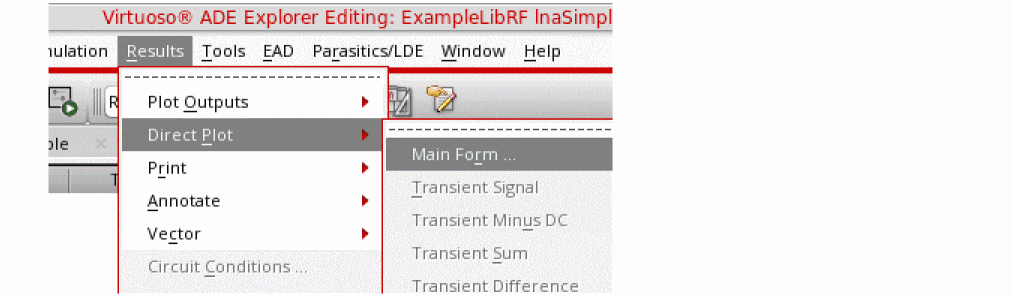 Virtuoso® ADE Explorer Editing: ExampleLibRF lnaSimpl
nulation Results Tools EAD Parasitics/LDE Window Help
R
Plot Outputs
ble Direct Plot
Main Form ...
Print
T
Transient Signal
Annotate
Transient Minus DC
Vector
Transient Sum
Circuit Conditions ...
Transient Difference